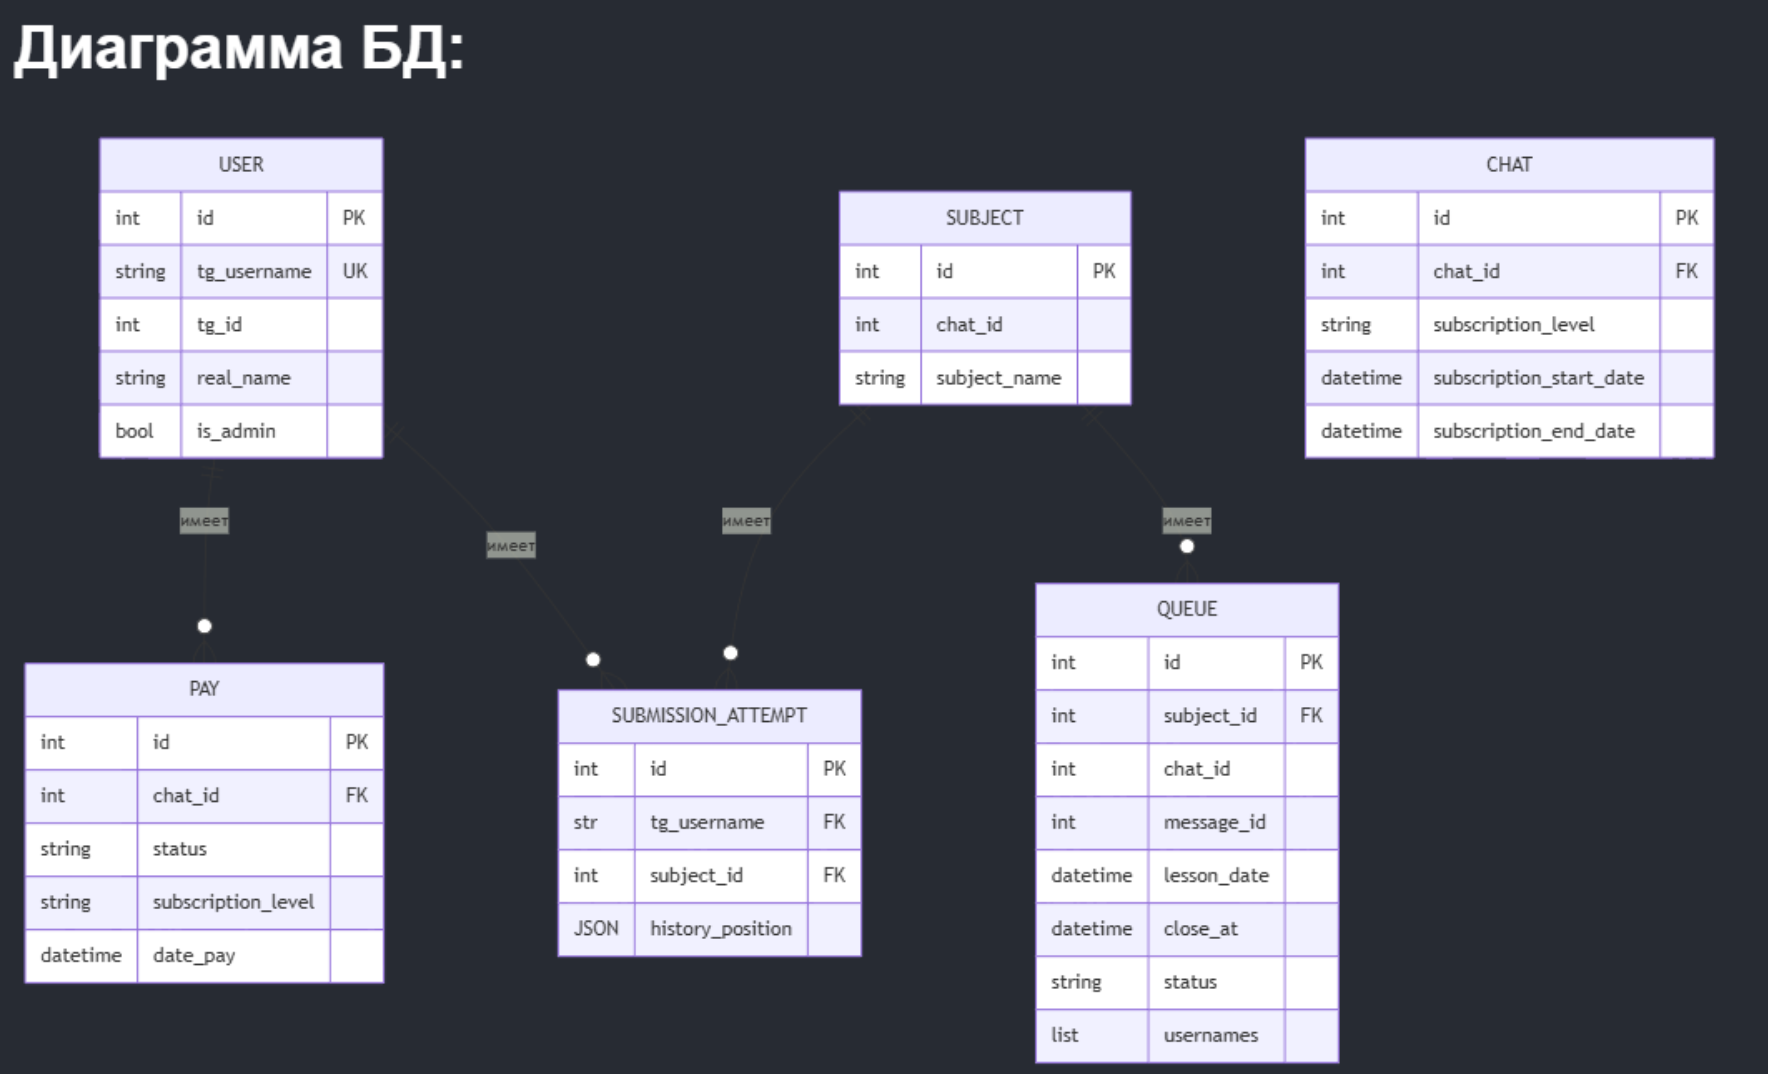 Диаграмма БД:
USER
int id PK
string tg_username UK
int tg_id
string real_name
bool is_admin
SUBJECT
int id PK
int chat_id
string subject_name
CHAT
int id PK
int chat_id FK
string subscription_level
datetime subscription_start_date
datetime subscription_end_date
имеет
имеет
имеет
имеет
PAY
int id PK
int chat_id FK
string status
string subscription_level
datetime date_pay
SUBMISSION_ATTEMPT
int id PK
str tg_username FK
int subject_id FK
JSON history_position
QUEUE
int id PK
int subject_id FK
int chat_id
int message_id
datetime lesson_date
datetime close_at
string status
list usernames